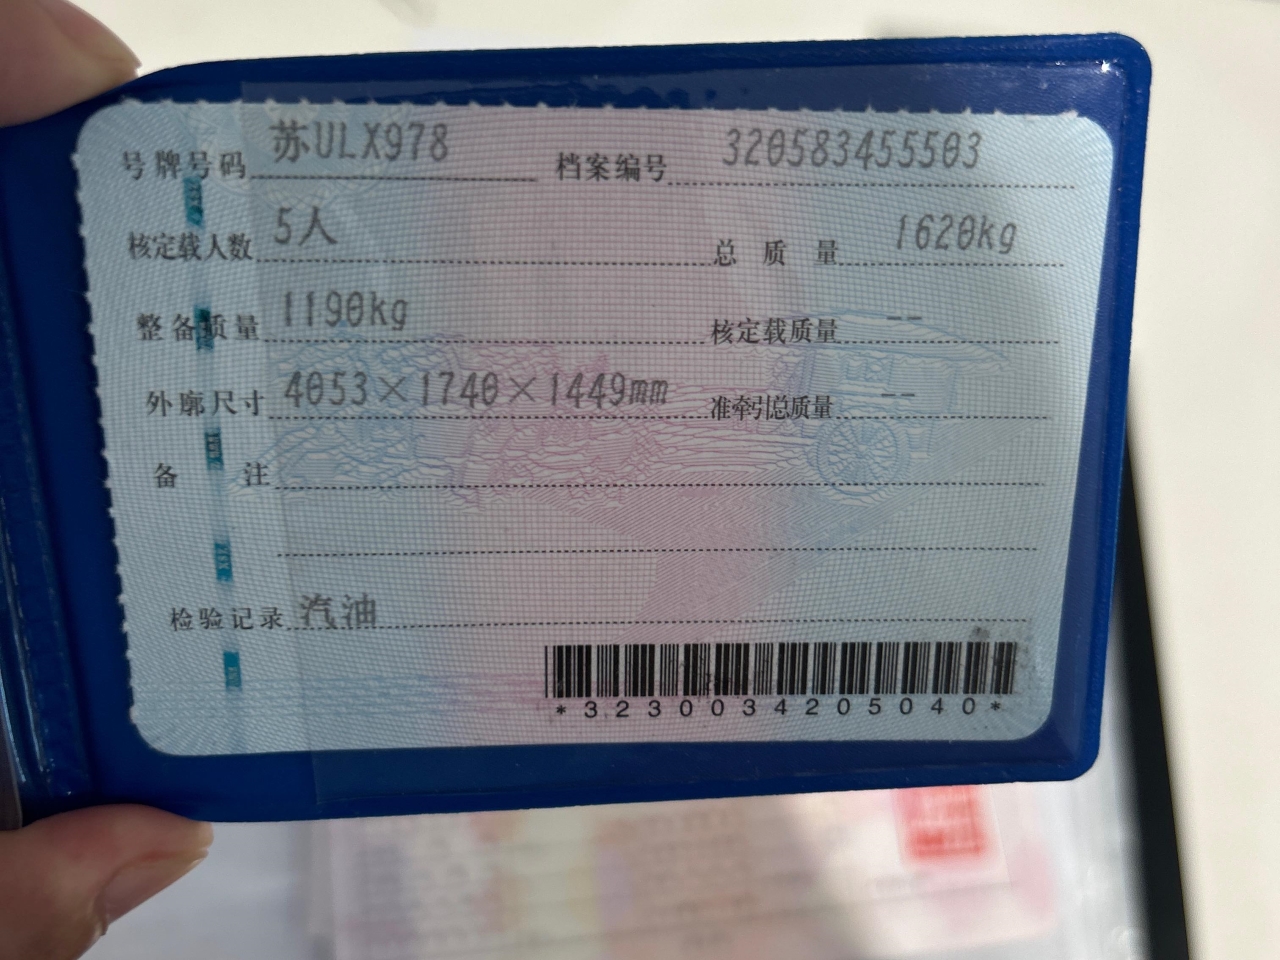 号牌号码 苏ULX978 档案编号 320583455503
核定载人数 5人 总质量 1620kg
整备质量 1190kg 核定载质量 --
外廓尺寸 4053×1740×1449mm 准牵引总质量 --
备注
检验记录 汽油
*3230034205040*